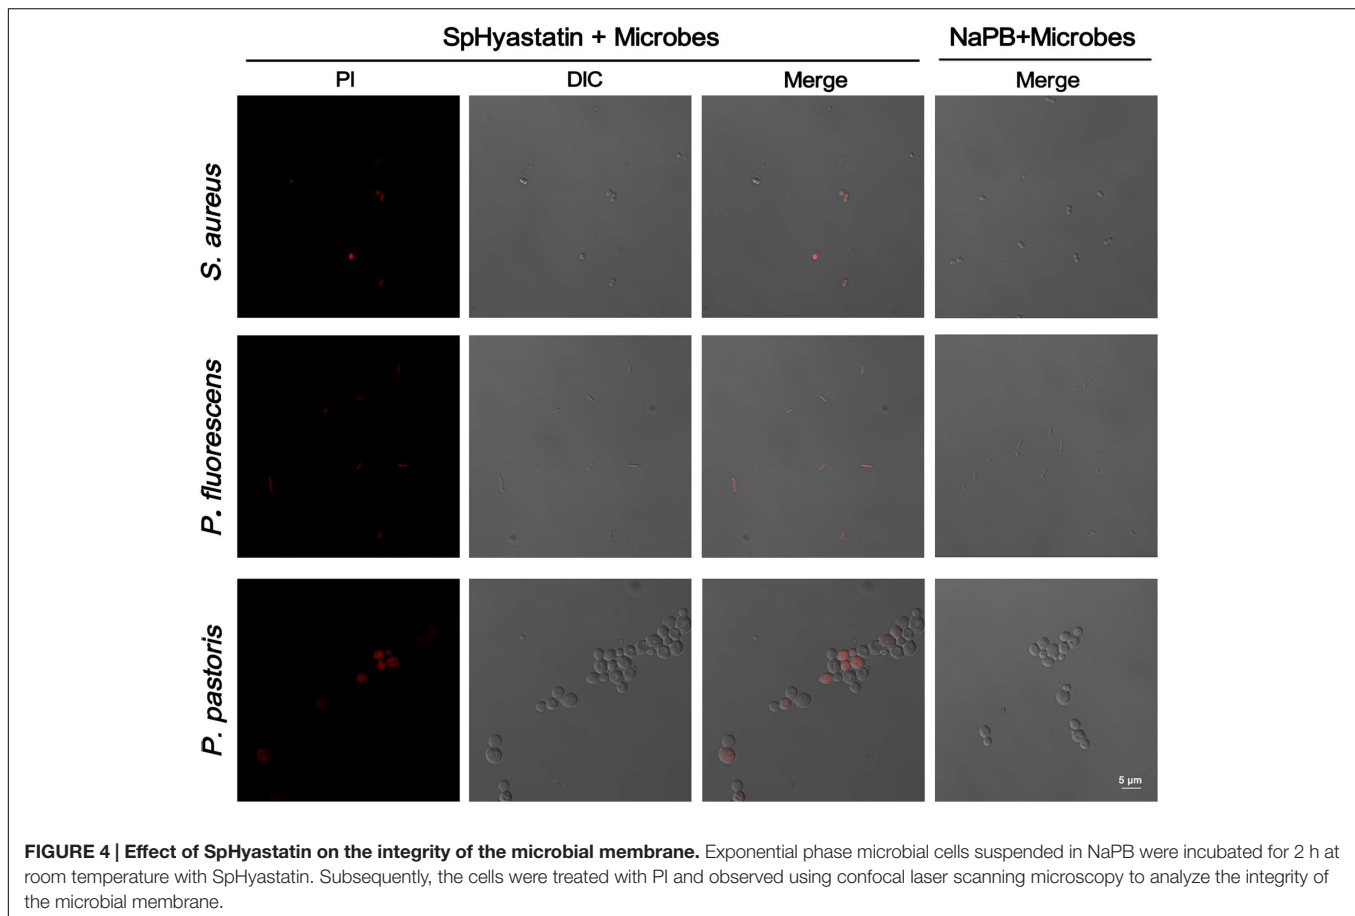 SpHyastatin + Microbes NaPB+Microbes
PI DIC Merge Merge
S. aureus
P. fluorescens
P. pastoris
5 µm
FIGURE 4 | Effect of SpHyastatin on the integrity of the microbial membrane. Exponential phase microbial cells suspended in NaPB were incubated for 2 h at
room temperature with SpHyastatin. Subsequently, the cells were treated with PI and observed using confocal laser scanning microscopy to analyze the integrity of
the microbial membrane.